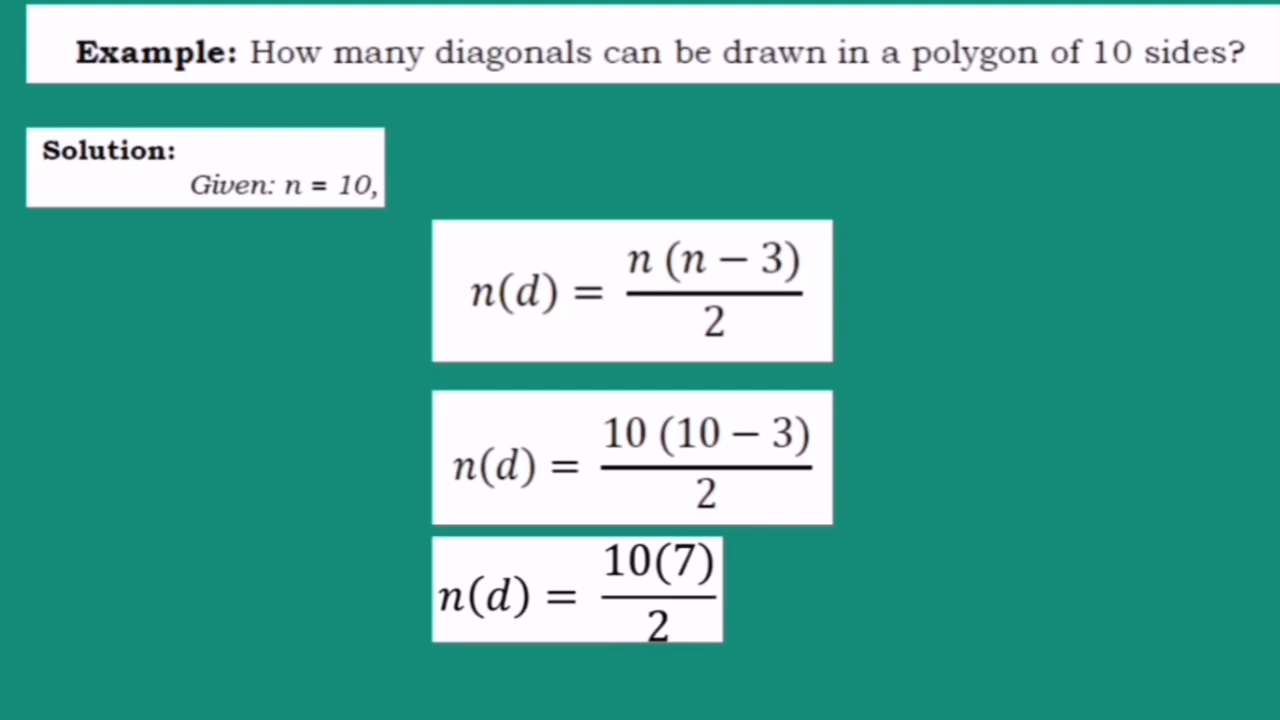 Example: How many diagonals can be drawn in a polygon of 10 sides?
Solution:
Given: n = 10,
n(d) = n (n − 3) / 2
n(d) = 10 (10 − 3) / 2
n(d) = 10(7) / 2